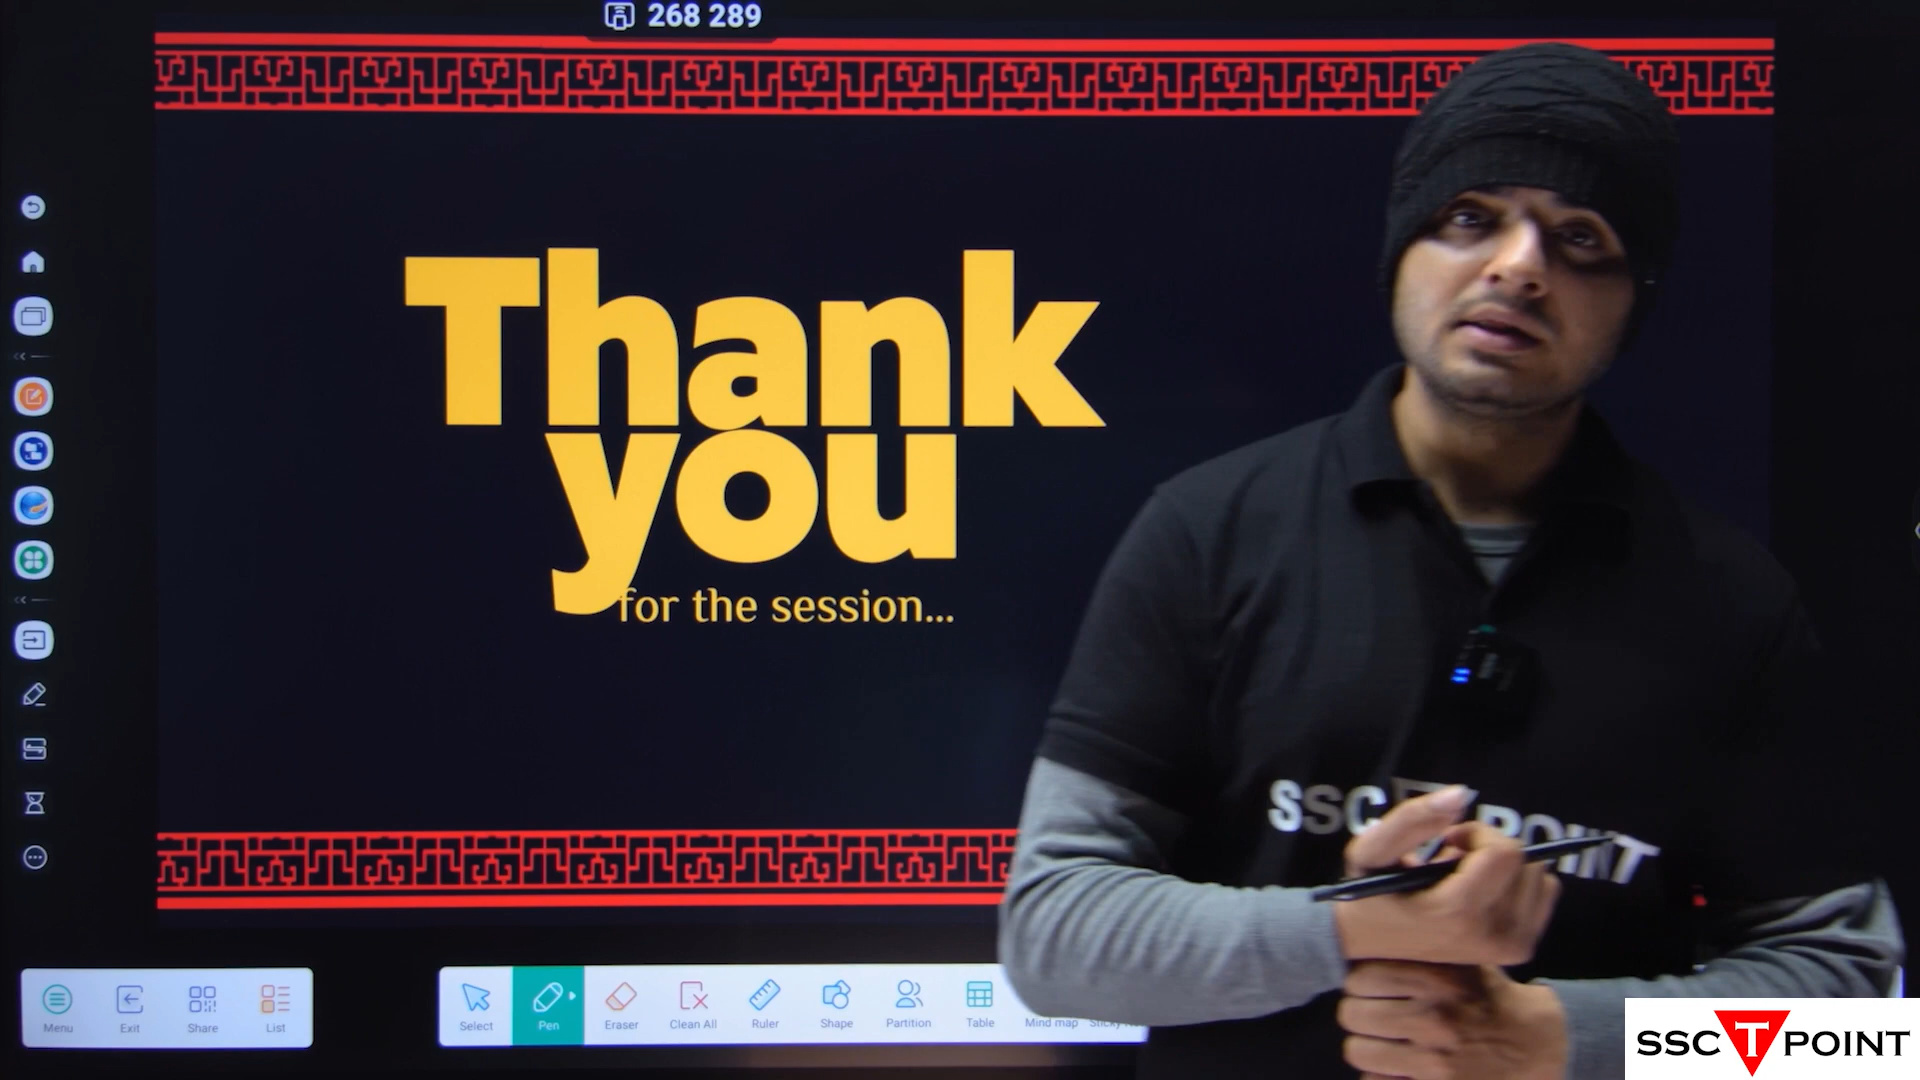 268 289
Thank
you
for the session...
SSC POINT
Menu
Exit
Share
List
Select
Pen
Eraser
Clean All
Ruler
Shape
Partition
Table
Mind map
SSC T POINT